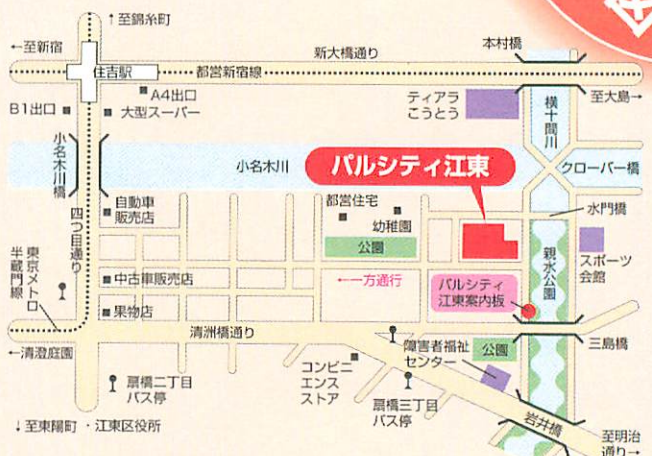 ↑至錦糸町
←至新宿
住吉駅
都営新宿線
新大橋通り
本村橋
至大島→
A4出口
B1出口
大型スーパー
ティアラ
こうとう
横十間川
小名木川橋
小名木川
パルシティ江東
クローバー橋
四つ目通り
自動車
販売店
都営住宅
幼稚園
公園
水門橋
東京メトロ
半蔵門線
中古車販売店
←一方通行
パルシティ
江東案内板
親水公園
スポーツ
会館
果物店
清洲橋通り
三島橋
←清澄庭園
障害者福祉
センター
公園
コンビニ
エンス
ストア
扇橋二丁目
バス停
扇橋三丁目
バス停
岩井橋
↓至東陽町・江東区役所
至明治
通り→